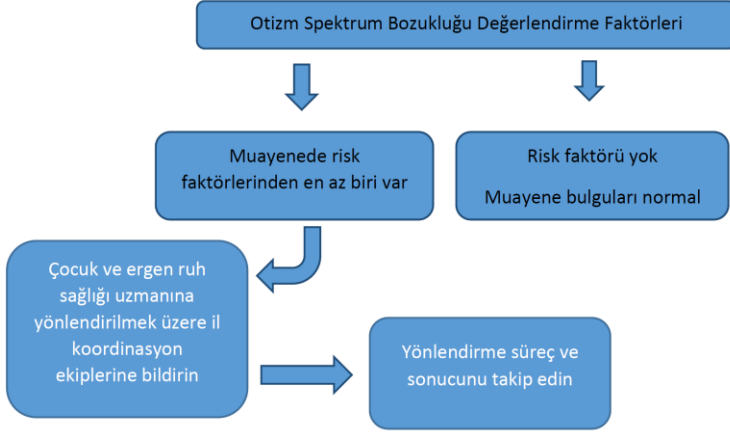 Otizm Spektrum Bozukluğu Değerlendirme Faktörleri
Muayenede risk
faktörlerinden en az biri var
Risk faktörü yok
Muayene bulguları normal
Çocuk ve ergen ruh
sağlığı uzmanına
yönlendirilmek üzere il
koordinasyon
ekiplerine bildirin
Yönlendirme süreç ve
sonucunu takip edin